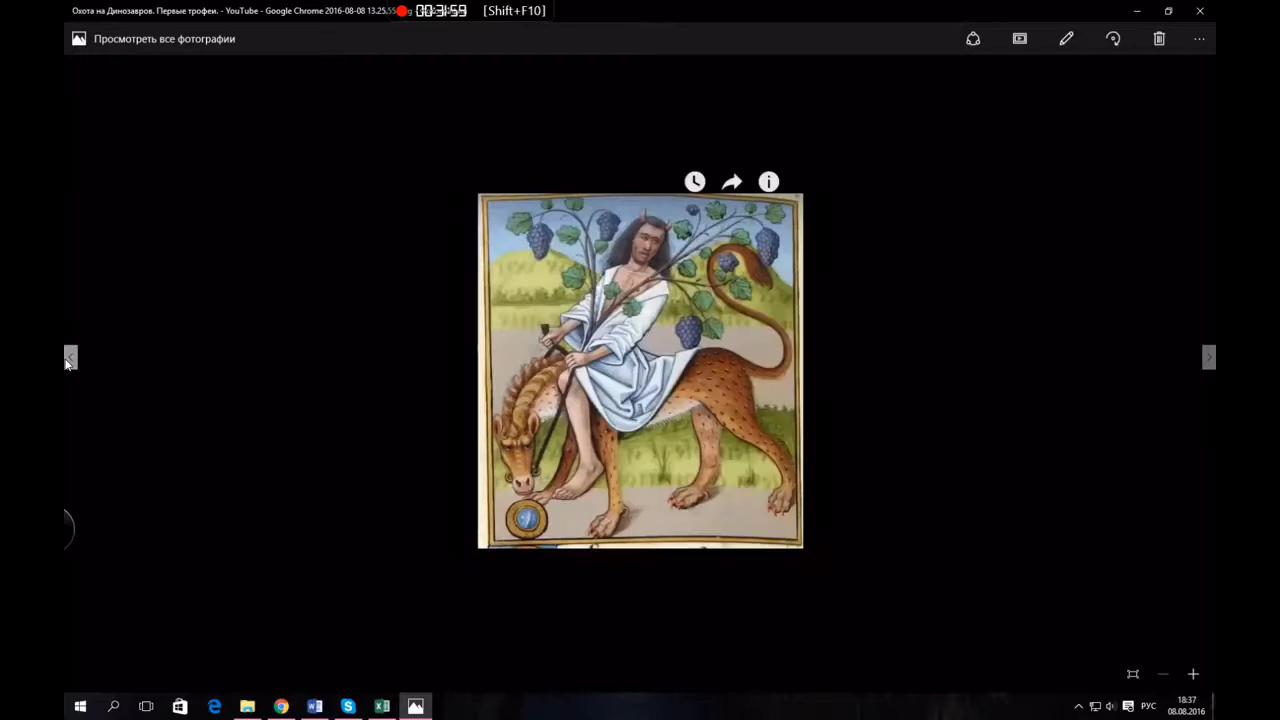 Охота на Динозавров. Первые трофеи. - YouTube - Google Chrome 2016-08-08 13.25.55
00:31:59 [Shift+F10]
Просмотреть все фотографии
РУС
18:37
08.08.2016